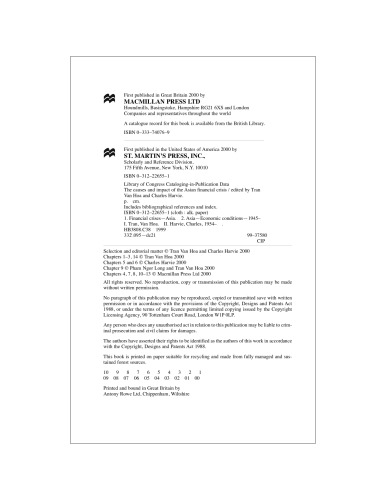 First published in Great Britain 2000 by
MACMILLAN PRESS LTD
Houndmills, Basingstoke, Hampshire RG21 6XS and London
Companies and representatives throughout the world
A catalogue record for this book is available from the British Library.
ISBN 0–333–74076–9
First published in the United States of America 2000 by
ST. MARTIN'S PRESS, INC.,
Scholarly and Reference Division,
175 Fifth Avenue, New York, N.Y. 10010
ISBN 0–312–22655–1
Library of Congress Cataloging-in-Publication Data
The causes and impact of the Asian financial crisis / edited by Tran
Van Hoa and Charles Harvie.
p. cm.
Includes bibliographical references and index.
ISBN 0–312–22655–1 (cloth : alk. paper)
1. Financial crises—Asia. 2. Asia—Economic conditions—1945–
I. Tran, Van Hoa. II. Harvie, Charles, 1954– .
HB3808.C38 1999
332'.095—dc21 99–37580
CIP
Selection and editorial matter © Tran Van Hoa and Charles Harvie 2000
Chapters 1–3, 14 © Tran Van Hoa 2000
Chapters 5 and 6 © Charles Harvie 2000
Chapter 9 © Pham Ngoc Long and Tran Van Hoa 2000
Chapters 4, 7, 8, 10–13 © Macmillan Press Ltd 2000
All rights reserved. No reproduction, copy or transmission of this publication may be made
without written permission.
No paragraph of this publication may be reproduced, copied or transmitted save with written
permission or in accordance with the provisions of the Copyright, Designs and Patents Act
1988, or under the terms of any licence permitting limited copying issued by the Copyright
Licensing Agency, 90 Tottenham Court Road, London W1P 0LP.
Any person who does any unauthorised act in relation to this publication may be liable to crim-
inal prosecution and civil claims for damages.
The authors have asserted their rights to be identified as the authors of this work in accordance
with the Copyright, Designs and Patents Act 1988.
This book is printed on paper suitable for recycling and made from fully managed and sus-
tained forest sources.
10 9 8 7 6 5 4 3 2 1
09 08 07 06 05 04 03 02 01 00
Printed and bound in Great Britain by
Antony Rowe Ltd, Chippenham, Wiltshire